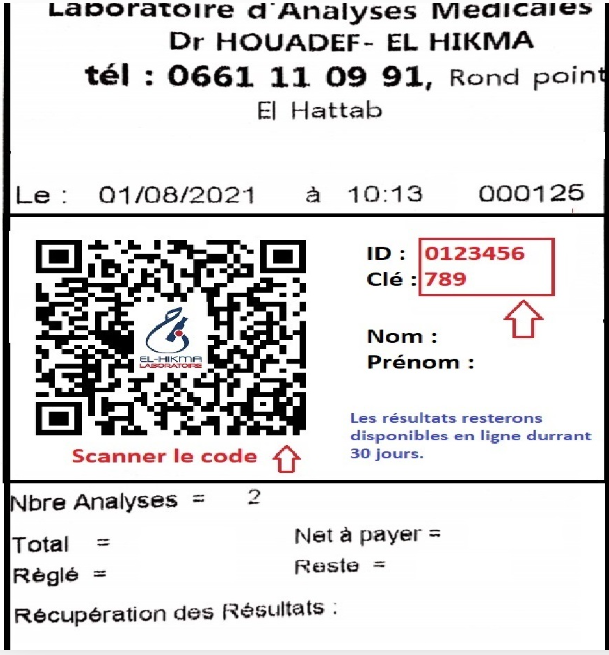 Laboratoire d'Analyses Médicales
Dr HOUADEF- EL HIKMA
tél : 0661 11 09 91, Rond point
El Hattab
Le : 01/08/2021 à 10:13 000125
ID : 0123456
Clé : 789
EL-HIKMA
LABORATOIRE
Nom :
Prénom :
Les résultats resterons
disponibles en ligne durrant
30 jours.
Scanner le code
Nbre Analyses = 2
Total = Net à payer =
Règlé = Reste =
Récupération des Résultats :